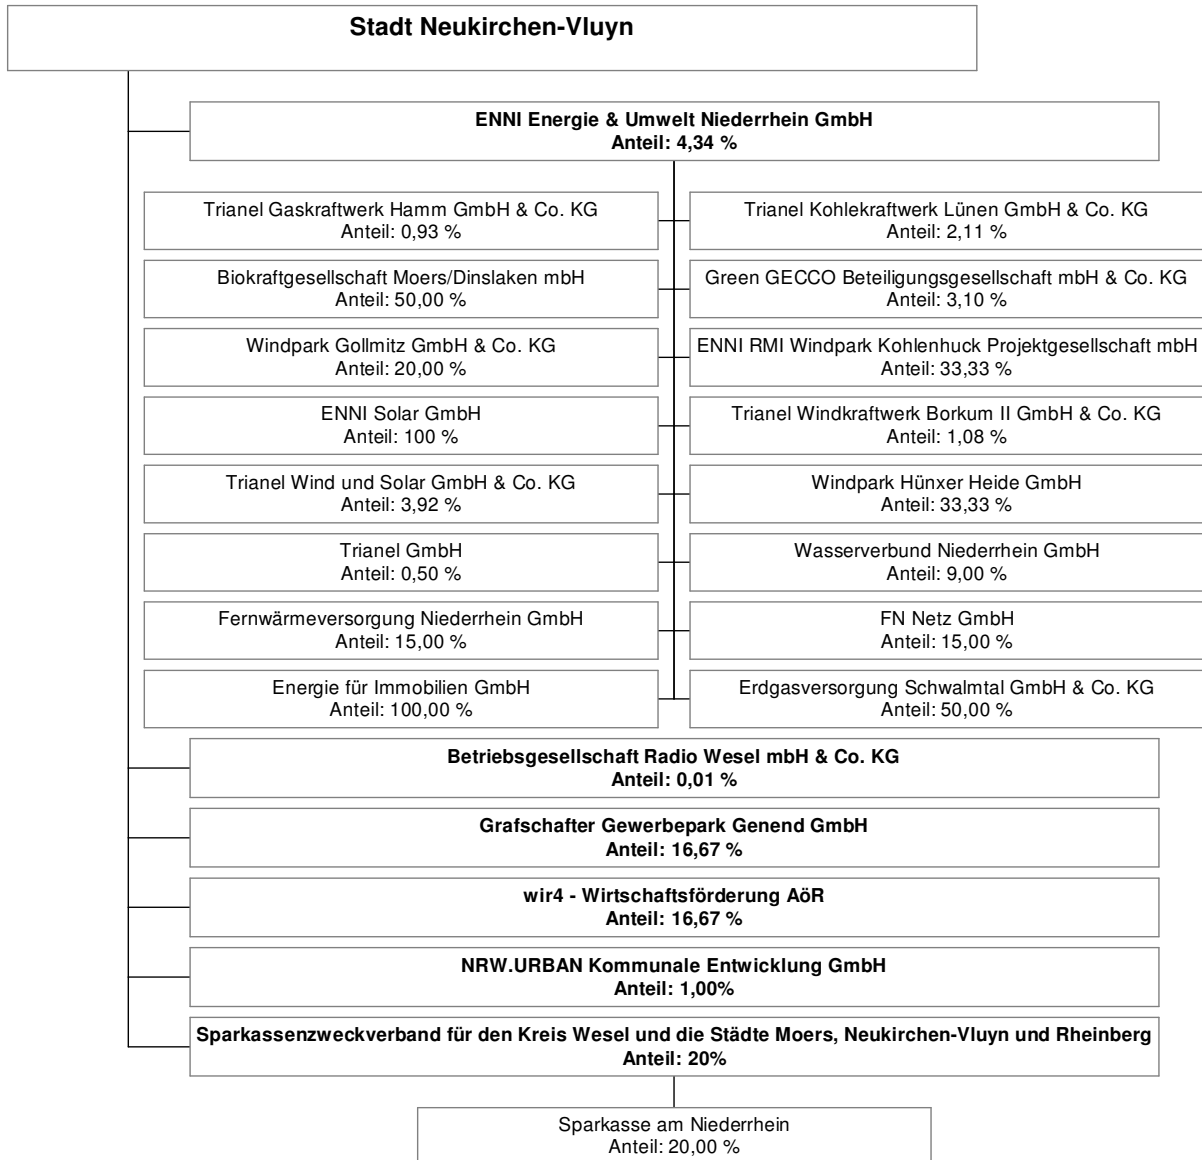 Stadt Neukirchen-Vluyn
ENNI Energie & Umwelt Niederrhein GmbH
Anteil: 4,34 %
Trianel Gaskraftwerk Hamm GmbH & Co. KG
Anteil: 0,93 %
Trianel Kohlekraftwerk Lünen GmbH & Co. KG
Anteil: 2,11 %
Biokraftgesellschaft Moers/Dinslaken mbH
Anteil: 50,00 %
Green GECCO Beteiligungsgesellschaft mbH & Co. KG
Anteil: 3,10 %
Windpark Gollmitz GmbH & Co. KG
Anteil: 20,00 %
ENNI RMI Windpark Kohlenhuck Projektgesellschaft mbH
Anteil: 33,33 %
ENNI Solar GmbH
Anteil: 100 %
Trianel Windkraftwerk Borkum II GmbH & Co. KG
Anteil: 1,08 %
Trianel Wind und Solar GmbH & Co. KG
Anteil: 3,92 %
Windpark Hünxer Heide GmbH
Anteil: 33,33 %
Trianel GmbH
Anteil: 0,50 %
Wasserverbund Niederrhein GmbH
Anteil: 9,00 %
Fernwärmeversorgung Niederrhein GmbH
Anteil: 15,00 %
FN Netz GmbH
Anteil: 15,00 %
Energie für Immobilien GmbH
Anteil: 100,00 %
Erdgasversorgung Schwalmtal GmbH & Co. KG
Anteil: 50,00 %
Betriebsgesellschaft Radio Wesel mbH & Co. KG
Anteil: 0,01 %
Grafschafter Gewerbepark Genend GmbH
Anteil: 16,67 %
wir4 - Wirtschaftsförderung AöR
Anteil: 16,67 %
NRW.URBAN Kommunale Entwicklung GmbH
Anteil: 1,00%
Sparkassenzweckverband für den Kreis Wesel und die Städte Moers, Neukirchen-Vluyn und Rheinberg
Anteil: 20%
Sparkasse am Niederrhein
Anteil: 20,00 %